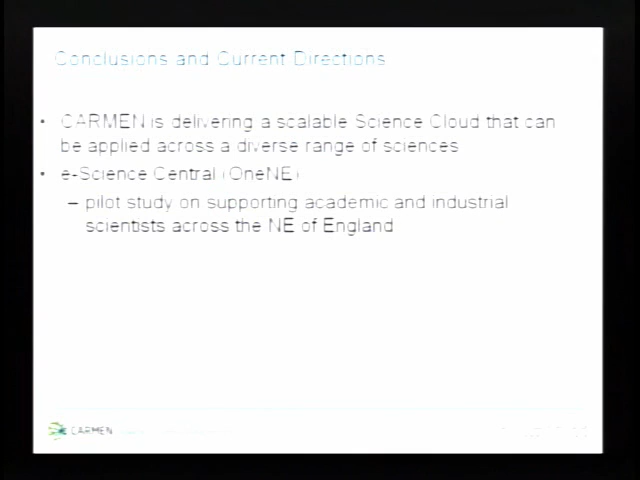 Conclusions and Current Directions
• CARMEN is delivering a scalable Science Cloud that can
be applied across a diverse range of sciences
• e-Science Central (OneNE)
– pilot study on supporting academic and industrial
scientists across the NE of England
CARMEN